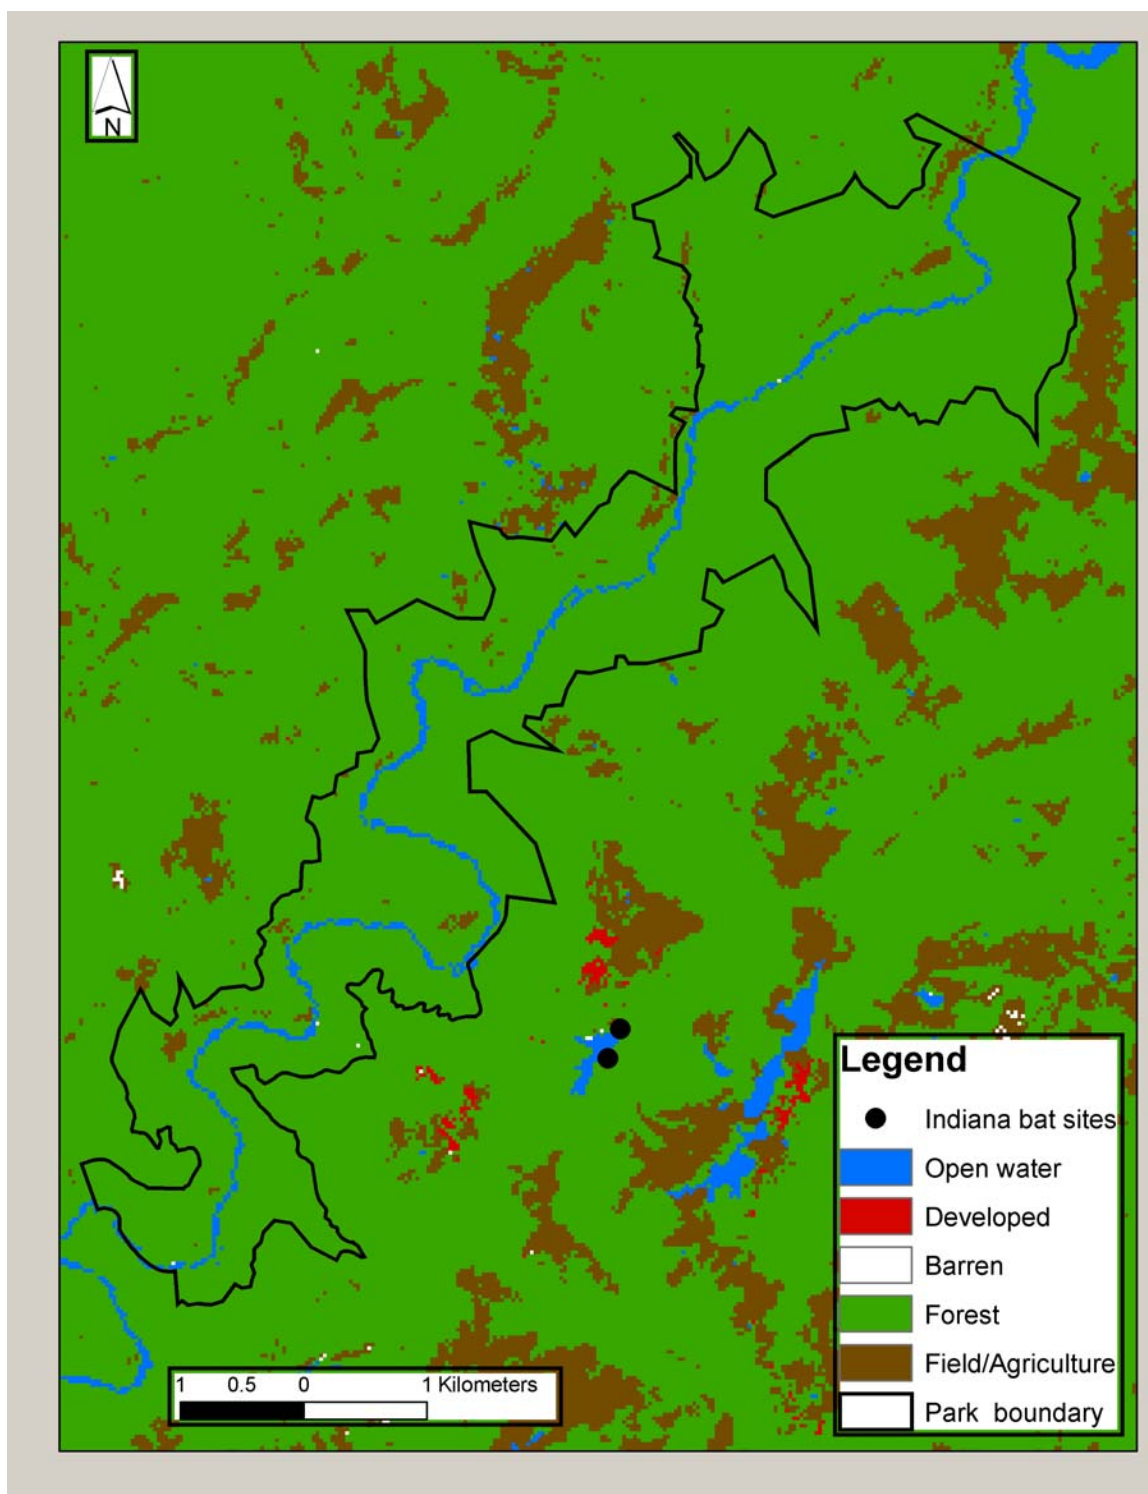 N
Legend
Indiana bat sites
Open water
Developed
Barren
Forest
Field/Agriculture
Park boundary
1 0.5 0 1 Kilometers